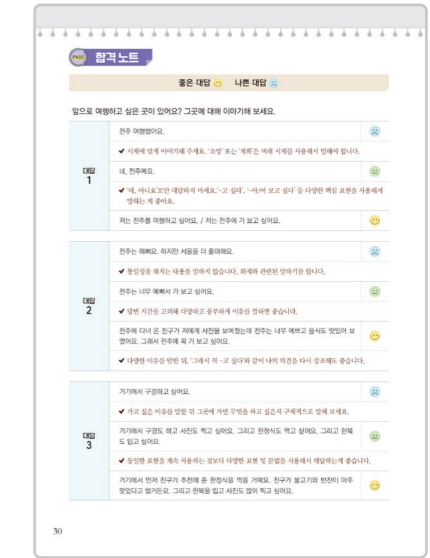 PASS 합격노트
좋은 대답 나쁜 대답
앞으로 여행하고 싶은 곳이 있어요? 그곳에 대해 이야기해 보세요.
대답
1
전주 여행했어요.
✔ 시제에 맞게 이야기해 주세요. '소망' 또는 '계획'은 미래 시제를 사용해서 말해야 합니다.
네, 전주예요.
✔ '네, 아니요'로만 대답하지 마세요. '-고 싶다', '-아/어 보고 싶다' 등 다양한 핵심 표현을 사용해서
말하는 게 좋아요.
저는 전주를 여행하고 싶어요. / 저는 전주에 가 보고 싶어요.
대답
2
전주는 예뻐요. 하지만 서울을 더 좋아해요.
✔ 통일성을 해치는 내용을 말하지 않습니다. 화제와 관련된 말하기를 합니다.
전주는 너무 예뻐서 가 보고 싶어요.
✔ 답변 시간을 고려해 다양하고 풍부하게 이유를 말하면 좋습니다.
전주에 다녀 온 친구가 저에게 사진을 보여줬는데 전주는 너무 예쁘고 음식도 맛있어 보
였어요. 그래서 전주에 꼭 가 보고 싶어요.
✔ 다양한 이유를 말한 뒤, '그래서 꼭 -고 싶다'와 같이 나의 의견을 다시 강조해도 좋습니다.
대답
3
거기에서 구경하고 싶어요.
✔ 가고 싶은 이유를 말한 뒤 그곳에 가면 무엇을 하고 싶은지 구체적으로 말해 보세요.
거기에서 구경도 하고 사진도 찍고 싶어요. 그리고 한정식도 먹고 싶어요. 그리고 한복
도 입고 싶어요.
✔ 동일한 표현을 계속 사용하는 것보다 다양한 표현 및 문법을 사용해서 대답하는게 좋습니다.
거기에서 먼저 친구가 추천해 준 한정식을 먹을 거예요. 친구가 불고기와 반찬이 아주
맛있다고 했거든요. 그리고 한복을 입고 사진도 많이 찍고 싶어요.
30